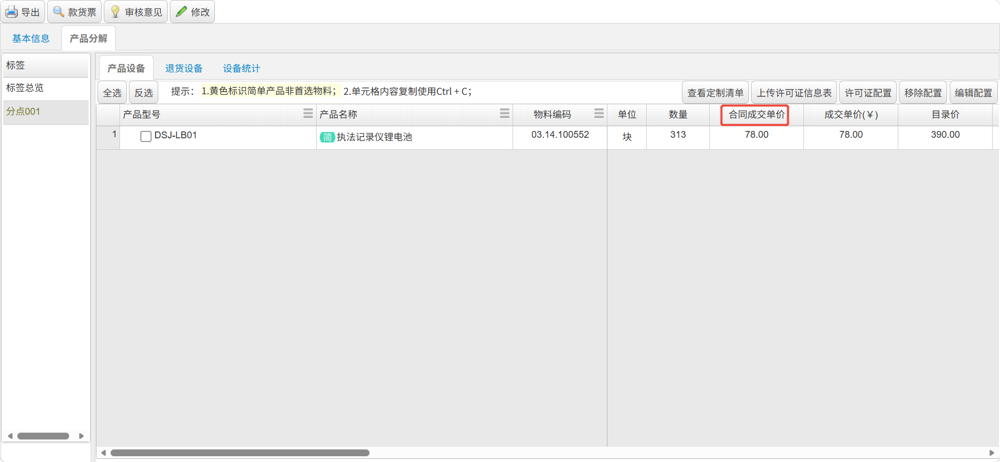 导出 款货票 审核意见 修改
基本信息 产品分解
标签
标签总览
分点001
产品设备 退货设备 设备统计
全选 反选 提示： 1.黄色标识简单产品非首选物料； 2.单元格内容复制使用Ctrl + C； 查看定制清单 上传许可证信息表 许可证配置 移除配置 编辑配置
产品型号 产品名称 物料编码 单位 数量 合同成交单价 成交单价(￥) 目录价
1 DSJ-LB01 简 执法记录仪锂电池 03.14.100552 块 313 78.00 78.00 390.00